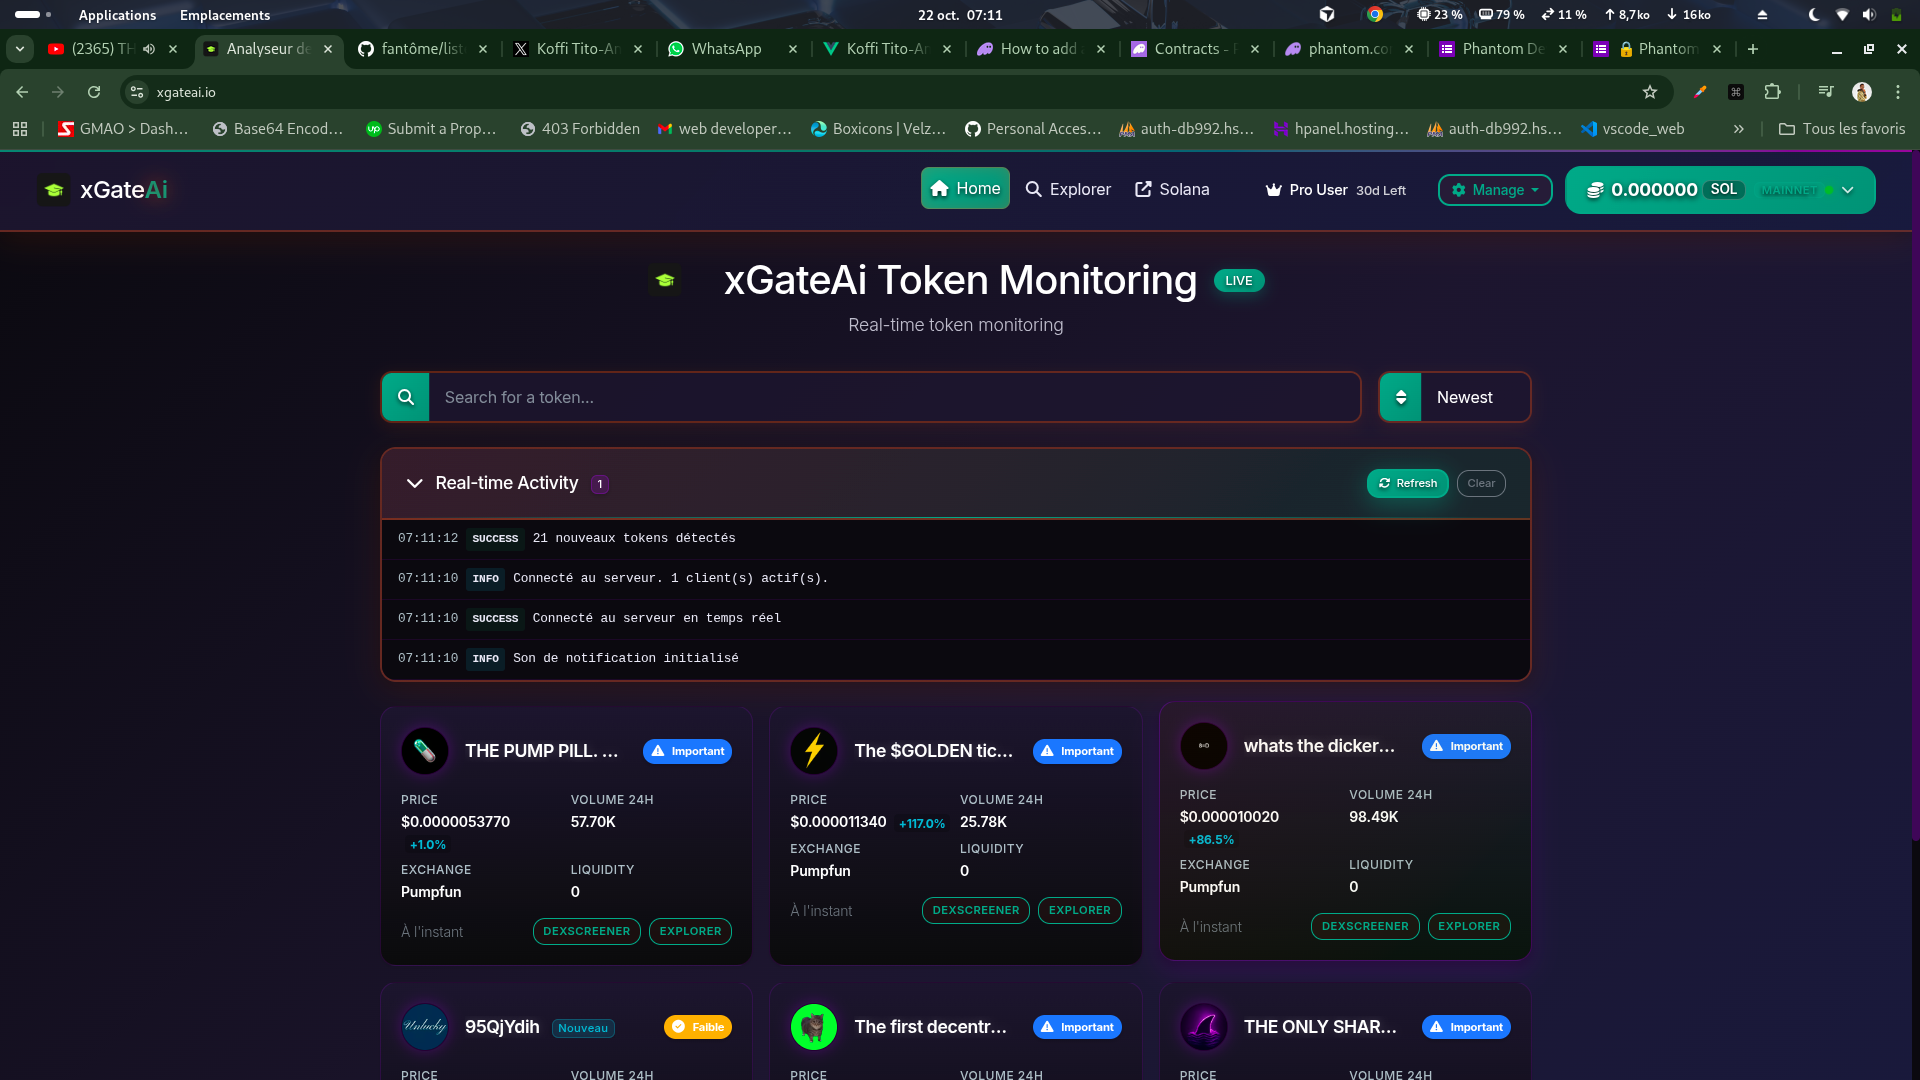 Applications Emplacements 22 oct. 07:11 23 % 79 % 11 % 8,7ko 16ko
(2365) TH Analyseur de fantôme/list Koffi Tito-An WhatsApp Koffi Tito-An How to add Contracts - phantom.co Phantom De Phantom
xgateai.io
GMAO > Dash... Base64 Encod... Submit a Prop... 403 Forbidden web developer... Boxicons | Velz... Personal Acces... auth-db992.hs... hpanel.hosting... auth-db992.hs... vscode_web » Tous les favoris
xGateAi Home Explorer Solana Pro User 30d Left Manage 0.000000 SOL MAINNET
xGateAi Token Monitoring LIVE
Real-time token monitoring
Search for a token... Newest
Real-time Activity 1 Refresh Clear
07:11:12 SUCCESS 21 nouveaux tokens détectés
07:11:10 INFO Connecté au serveur. 1 client(s) actif(s).
07:11:10 SUCCESS Connecté au serveur en temps réel
07:11:10 INFO Son de notification initialisé
THE PUMP PILL. ... Important
PRICE VOLUME 24H
$0.0000053770 57.70K
+1.0%
EXCHANGE LIQUIDITY
Pumpfun 0
À l'instant DEXSCREENER EXPLORER
The $GOLDEN tic... Important
PRICE VOLUME 24H
$0.000011340 +117.0% 25.78K
EXCHANGE LIQUIDITY
Pumpfun 0
À l'instant DEXSCREENER EXPLORER
whats the dicker... Important
PRICE VOLUME 24H
$0.000010020 98.49K
+86.5%
EXCHANGE LIQUIDITY
Pumpfun 0
À l'instant DEXSCREENER EXPLORER
Unlucky 95QjYdih Nouveau Faible
PRICE VOLUME 24H
The first decentr... Important
PRICE VOLUME 24H
THE ONLY SHAR... Important
PRICE VOLUME 24H